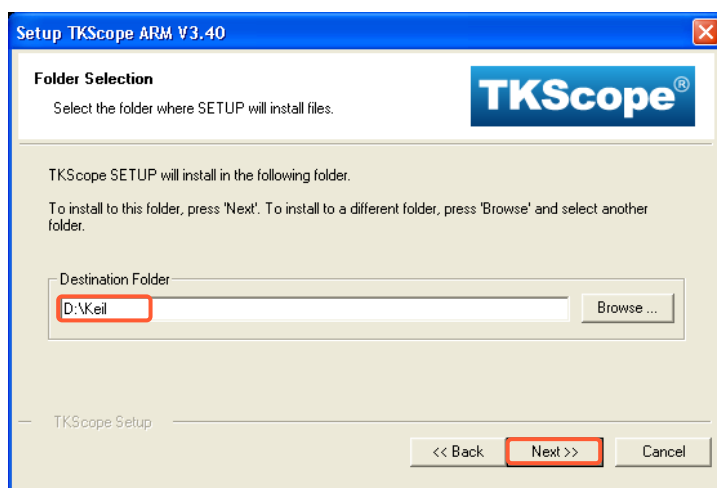 Setup TKScope ARM V3.40
Folder Selection
Select the folder where SETUP will install files.
TKScope®
TKScope SETUP will install in the following folder.
To install to this folder, press 'Next'. To install to a different folder, press 'Browse' and select another
folder.
Destination Folder
D:\Keil
Browse ...
TKScope Setup
<< Back
Next >>
Cancel